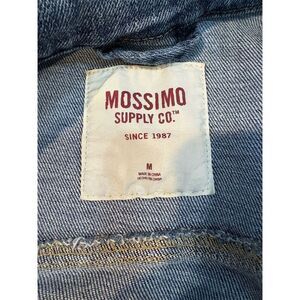 MOSSIMO
SUPPLY CO.™
SINCE 1987
M
MADE IN CHINA